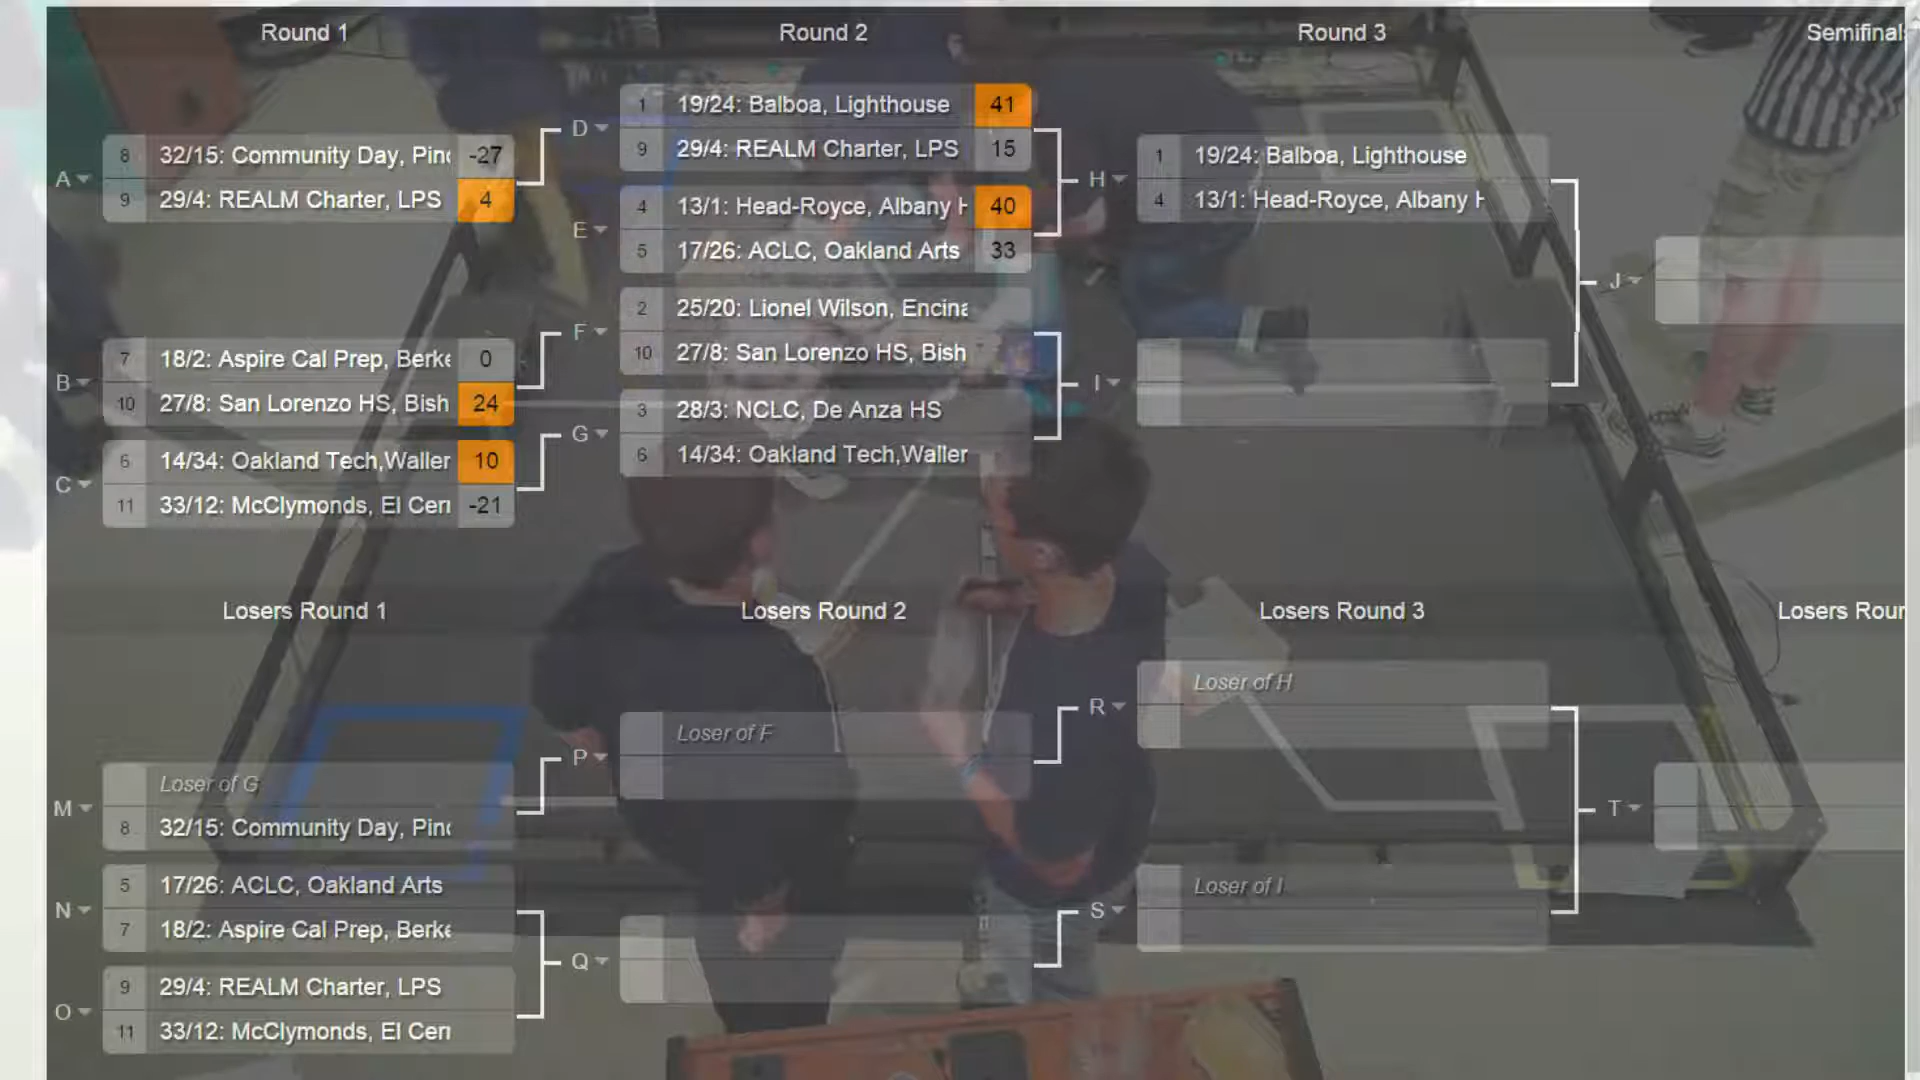 Round 1
Round 2
Round 3
Semifinal
A
8 32/15: Community Day, Pin -27
9 29/4: REALM Charter, LPS 4
D
1 19/24: Balboa, Lighthouse 41
9 29/4: REALM Charter, LPS 15
E
4 13/1: Head-Royce, Albany H 40
5 17/26: ACLC, Oakland Arts 33
H
1 19/24: Balboa, Lighthouse
4 13/1: Head-Royce, Albany H
J
B
7 18/2: Aspire Cal Prep, Berke 0
10 27/8: San Lorenzo HS, Bish 24
C
6 14/34: Oakland Tech,Waller 10
11 33/12: McClymonds, El Cerr -21
F
2 25/20: Lionel Wilson, Encina
10 27/8: San Lorenzo HS, Bish
G
3 28/3: NCLC, De Anza HS
6 14/34: Oakland Tech,Waller
I
Losers Round 1
Losers Round 2
Losers Round 3
Losers Rour
M
Loser of G
8 32/15: Community Day, Pin
N
5 17/26: ACLC, Oakland Arts
7 18/2: Aspire Cal Prep, Berke
O
9 29/4: REALM Charter, LPS
11 33/12: McClymonds, El Cerr
P
Loser of F
Q
R
Loser of H
S
Loser of I
T